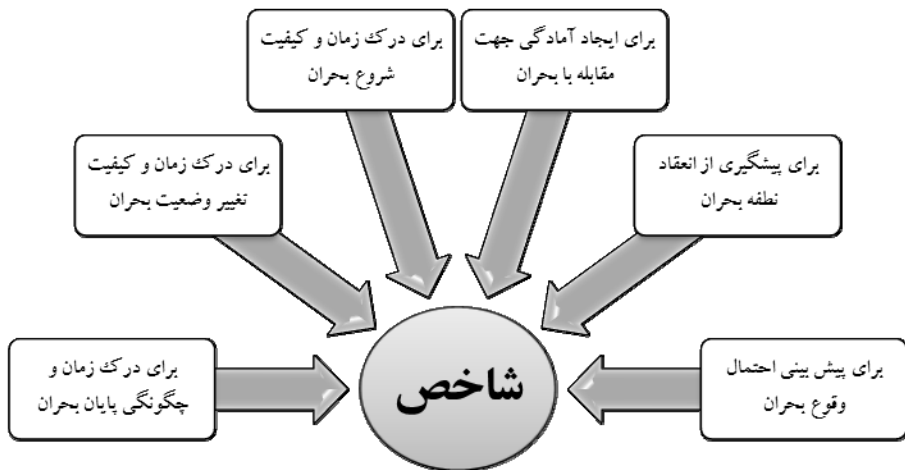 برای ایجاد آمادگی جهت
مقابله با بحران
برای درک زمان و کیفیت
شروع بحران
برای پیشگیری از انعقاد
نطفه بحران
برای درک زمان و کیفیت
تغییر وضعیت بحران
برای پیش بینی احتمال
وقوع بحران
برای درک زمان و
چگونگی پایان بحران
شاخص